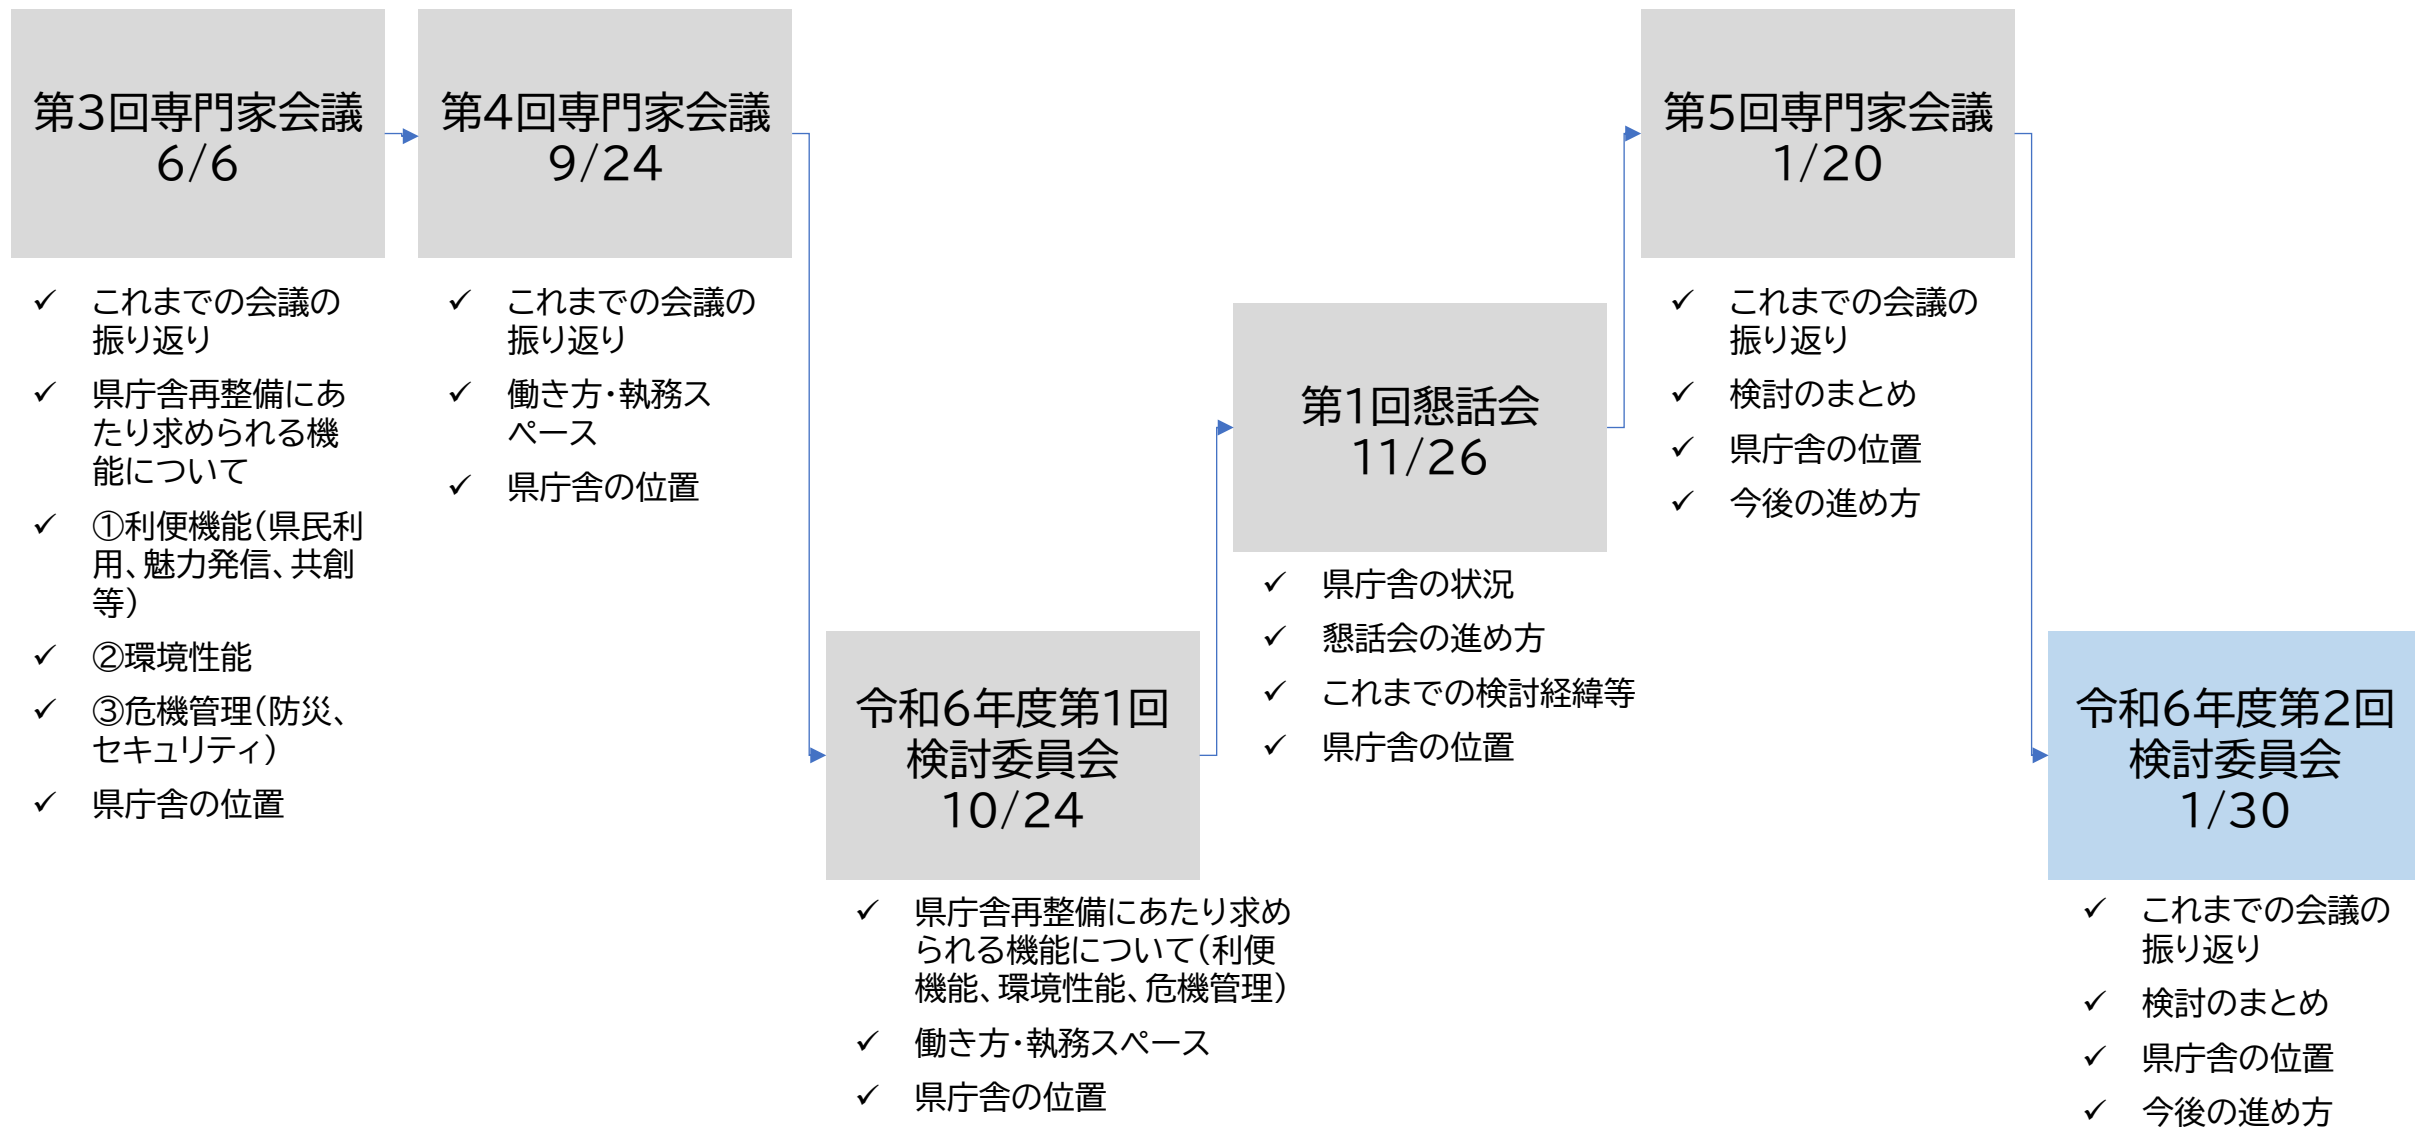 第3回専門家会議
6/6
✓ これまでの会議の
振り返り
✓ 県庁舎再整備にあ
たり求められる機
能について
✓ ①利便機能(県民利
用、魅力発信、共創
等)
✓ ②環境性能
✓ ③危機管理(防災、
セキュリティ)
✓ 県庁舎の位置
第4回専門家会議
9/24
✓ これまでの会議の
振り返り
✓ 働き方・執務ス
ペース
✓ 県庁舎の位置
令和6年度第1回
検討委員会
10/24
✓ 県庁舎再整備にあたり求め
られる機能について(利便
機能、環境性能、危機管理)
✓ 働き方・執務スペース
✓ 県庁舎の位置
第1回懇話会
11/26
✓ 県庁舎の状況
✓ 懇話会の進め方
✓ これまでの検討経緯等
✓ 県庁舎の位置
第5回専門家会議
1/20
✓ これまでの会議の
振り返り
✓ 検討のまとめ
✓ 県庁舎の位置
✓ 今後の進め方
令和6年度第2回
検討委員会
1/30
✓ これまでの会議の
振り返り
✓ 検討のまとめ
✓ 県庁舎の位置
✓ 今後の進め方